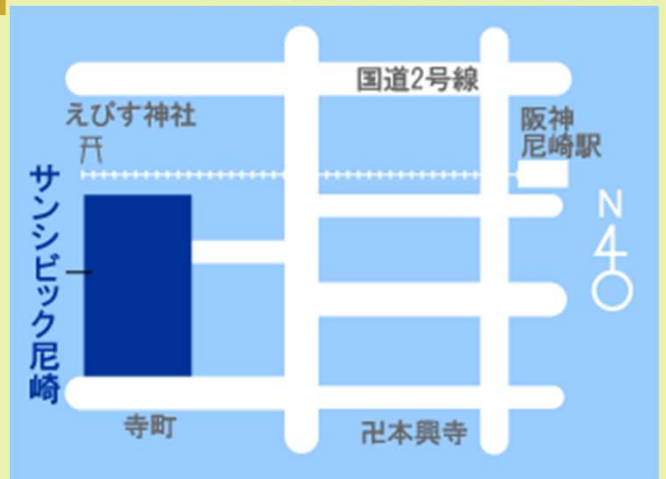 国道2号線
えびす神社
阪神
尼崎駅
サンシビック尼崎
N
寺町
卍本興寺